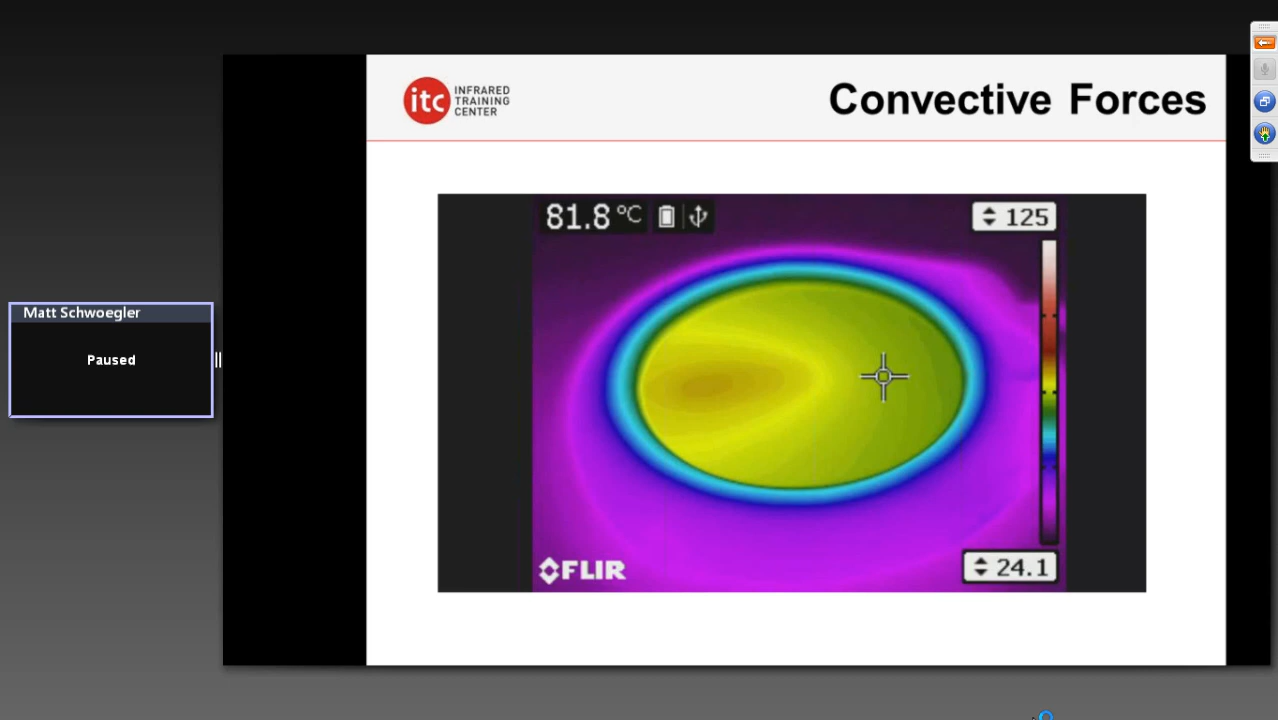 itc INFRARED
TRAINING
CENTER
Convective Forces
81.8 °C
125
Matt Schwoegler
Paused
FLIR
24.1